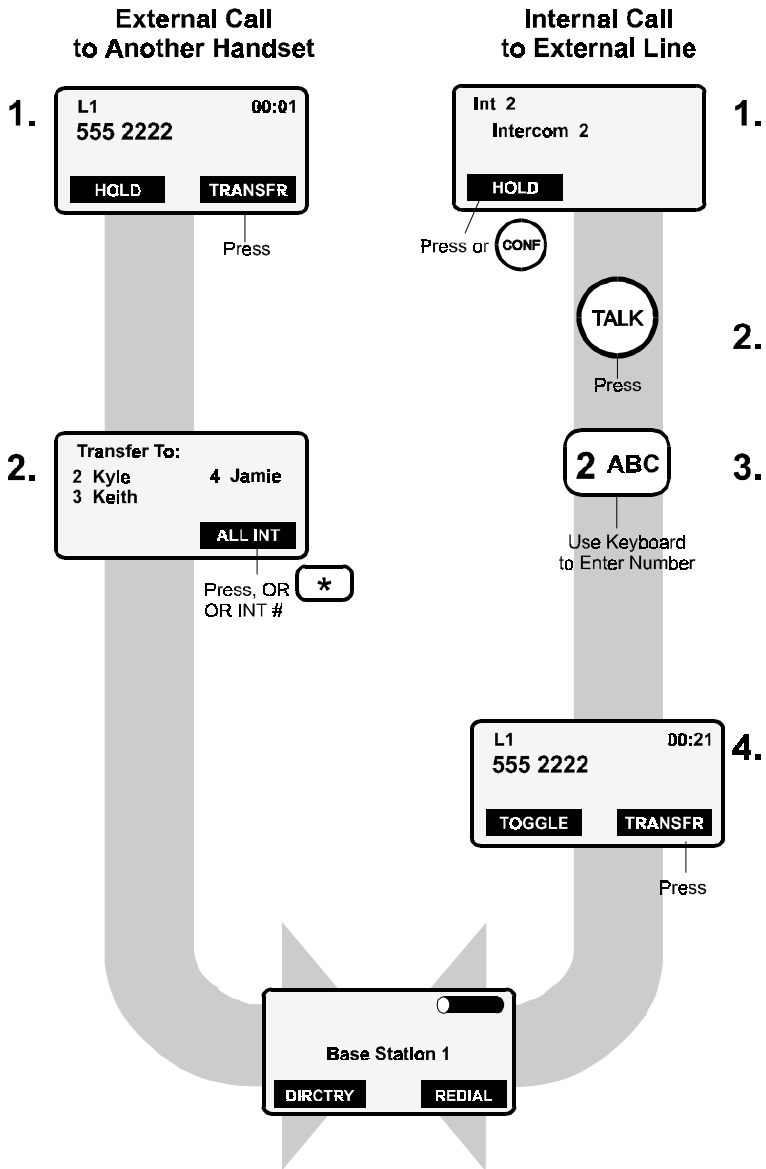 External Call
to Another Handset
1.
L1 00:01
555 2222
HOLD TRANSFR
Press
2.
Transfer To:
2 Kyle 4 Jamie
3 Keith
ALL INT
Press, OR *
OR INT #
Internal Call
to External Line
1.
Int 2
Intercom 2
HOLD
Press or CONF
TALK
2.
Press
2 ABC
3.
Use Keyboard
to Enter Number
L1 00:21
4.
555 2222
TOGGLE TRANSFR
Press
Base Station 1
DIRCTRY REDIAL